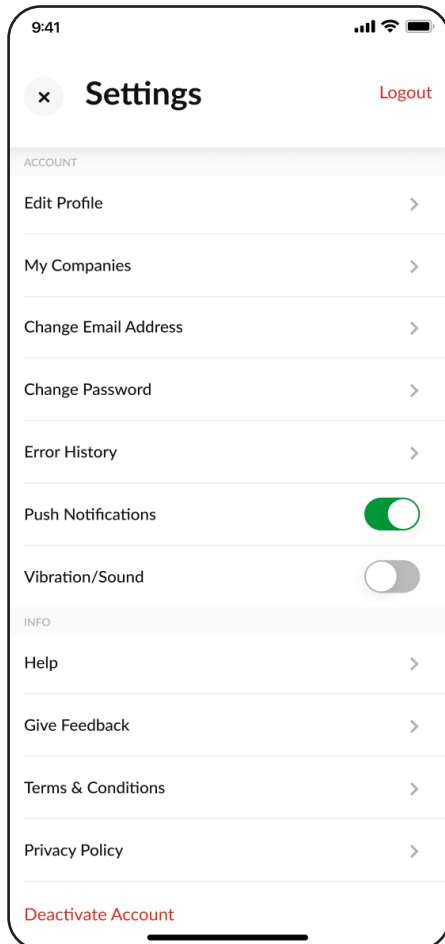 9:41
Settings
Logout
ACCOUNT
Edit Profile
My Companies
Change Email Address
Change Password
Error History
Push Notifications
Vibration/Sound
INFO
Help
Give Feedback
Terms & Conditions
Privacy Policy
Deactivate Account